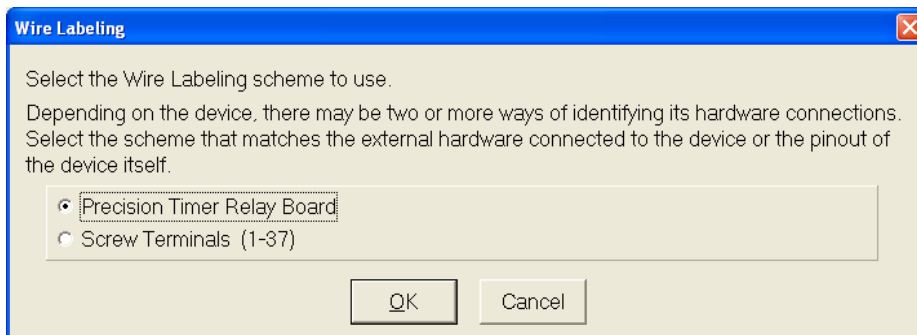 Wire Labeling
Select the Wire Labeling scheme to use.
Depending on the device, there may be two or more ways of identifying its hardware connections.
Select the scheme that matches the external hardware connected to the device or the pinout of
the device itself.
Precision Timer Relay Board
Screw Terminals (1-37)
OK
Cancel